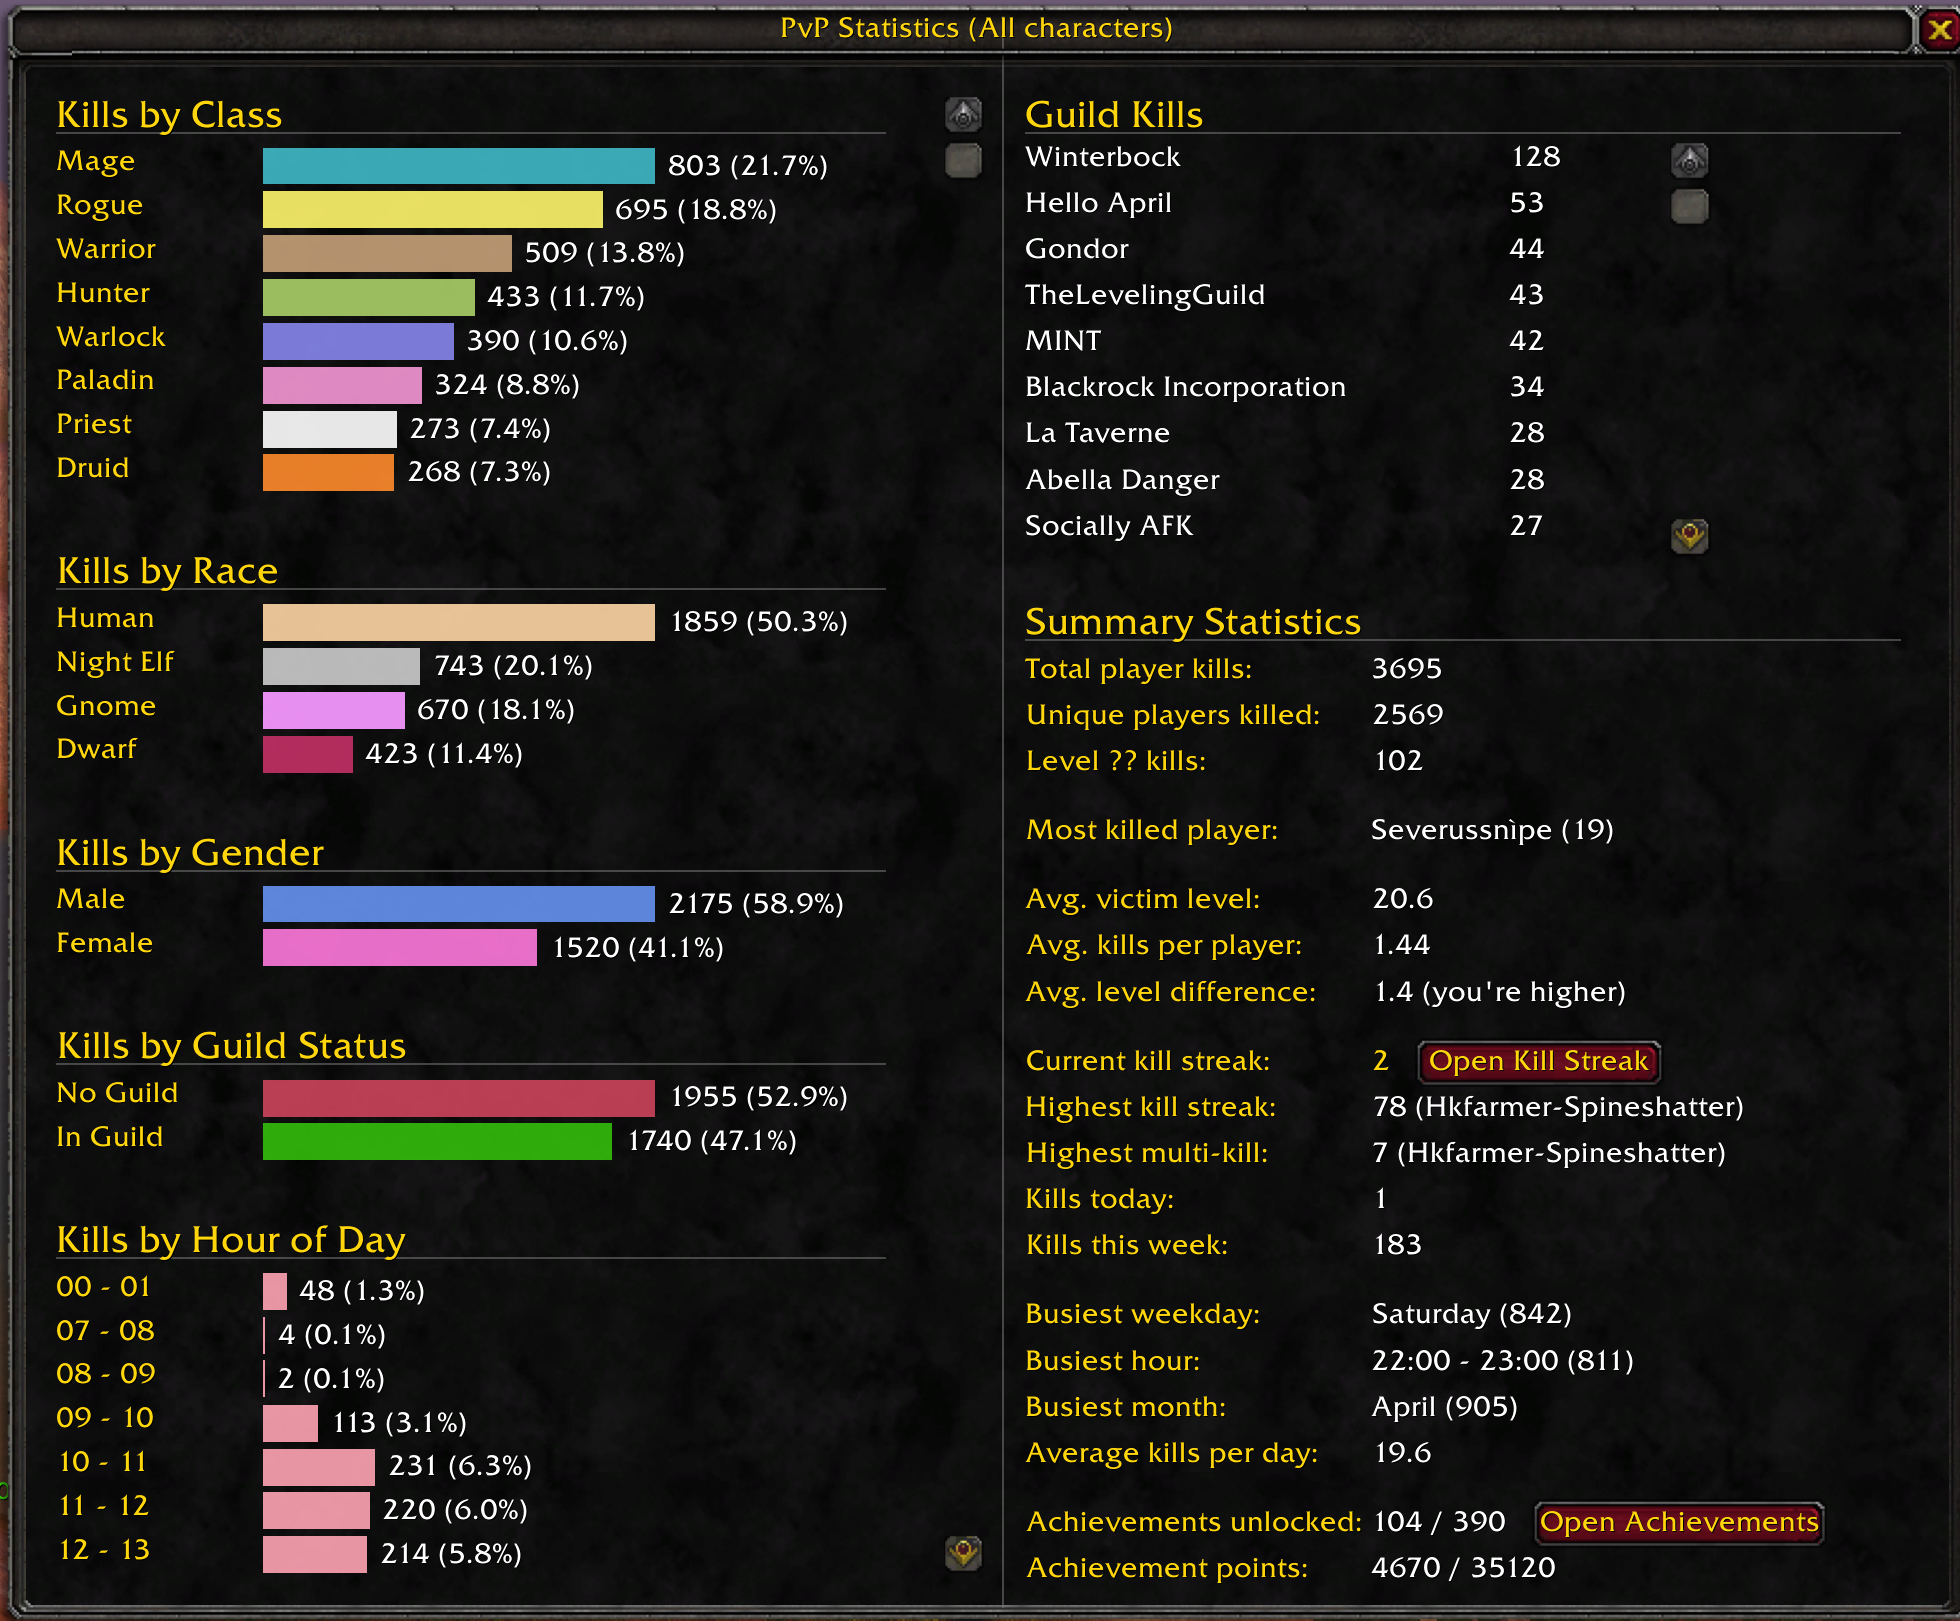 PvP Statistics (All characters)
Kills by Class
Mage 803 (21.7%)
Rogue 695 (18.8%)
Warrior 509 (13.8%)
Hunter 433 (11.7%)
Warlock 390 (10.6%)
Paladin 324 (8.8%)
Priest 273 (7.4%)
Druid 268 (7.3%)
Kills by Race
Human 1859 (50.3%)
Night Elf 743 (20.1%)
Gnome 670 (18.1%)
Dwarf 423 (11.4%)
Kills by Gender
Male 2175 (58.9%)
Female 1520 (41.1%)
Kills by Guild Status
No Guild 1955 (52.9%)
In Guild 1740 (47.1%)
Kills by Hour of Day
00 - 01 48 (1.3%)
07 - 08 4 (0.1%)
08 - 09 2 (0.1%)
09 - 10 113 (3.1%)
10 - 11 231 (6.3%)
11 - 12 220 (6.0%)
12 - 13 214 (5.8%)
Guild Kills
Winterbock 128
Hello April 53
Gondor 44
TheLevelingGuild 43
MINT 42
Blackrock Incorporation 34
La Taverne 28
Abella Danger 28
Socially AFK 27
Summary Statistics
Total player kills: 3695
Unique players killed: 2569
Level ?? kills: 102
Most killed player: Severussnìpe (19)
Avg. victim level: 20.6
Avg. kills per player: 1.44
Avg. level difference: 1.4 (you're higher)
Current kill streak: 2 Open Kill Streak
Highest kill streak: 78 (Hkfarmer-Spineshatter)
Highest multi-kill: 7 (Hkfarmer-Spineshatter)
Kills today: 1
Kills this week: 183
Busiest weekday: Saturday (842)
Busiest hour: 22:00 - 23:00 (811)
Busiest month: April (905)
Average kills per day: 19.6
Achievements unlocked: 104 / 390 Open Achievements
Achievement points: 4670 / 35120